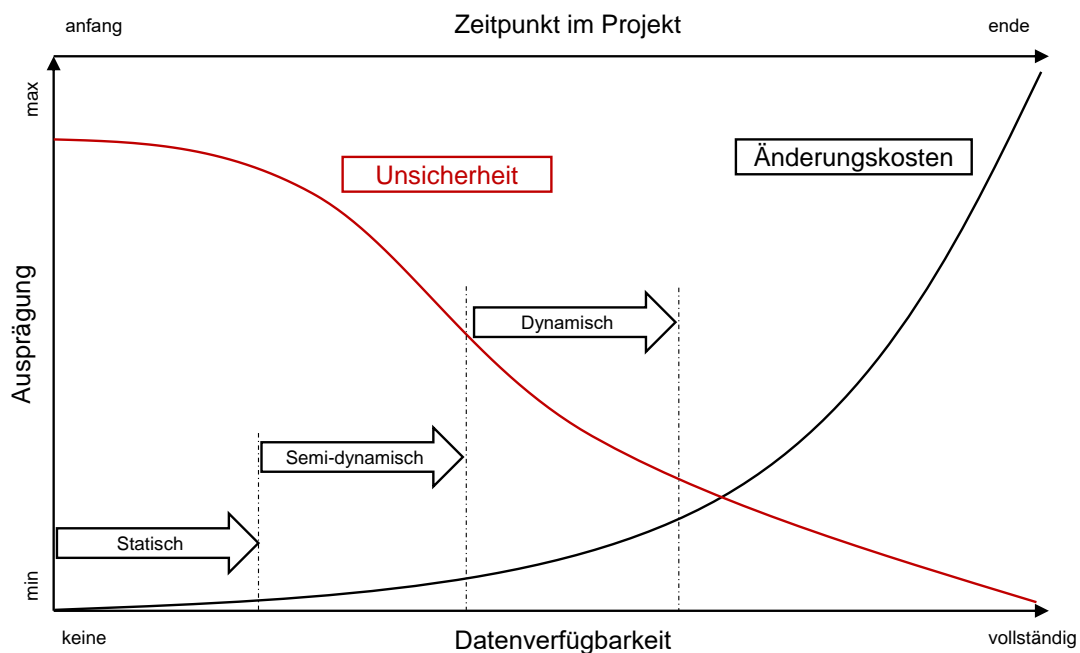 anfang
Zeitpunkt im Projekt
ende
max
Unsicherheit
Änderungskosten
Ausprägung
Dynamisch
Semi-dynamisch
Statisch
min
keine
Datenverfügbarkeit
vollständig